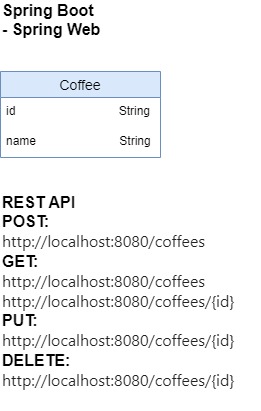 Spring Boot
- Spring Web
Coffee
id String
name String
REST API
POST:
http://localhost:8080/coffees
GET:
http://localhost:8080/coffees
http://localhost:8080/coffees/{id}
PUT:
http://localhost:8080/coffees/{id}
DELETE:
http://localhost:8080/coffees/{id}